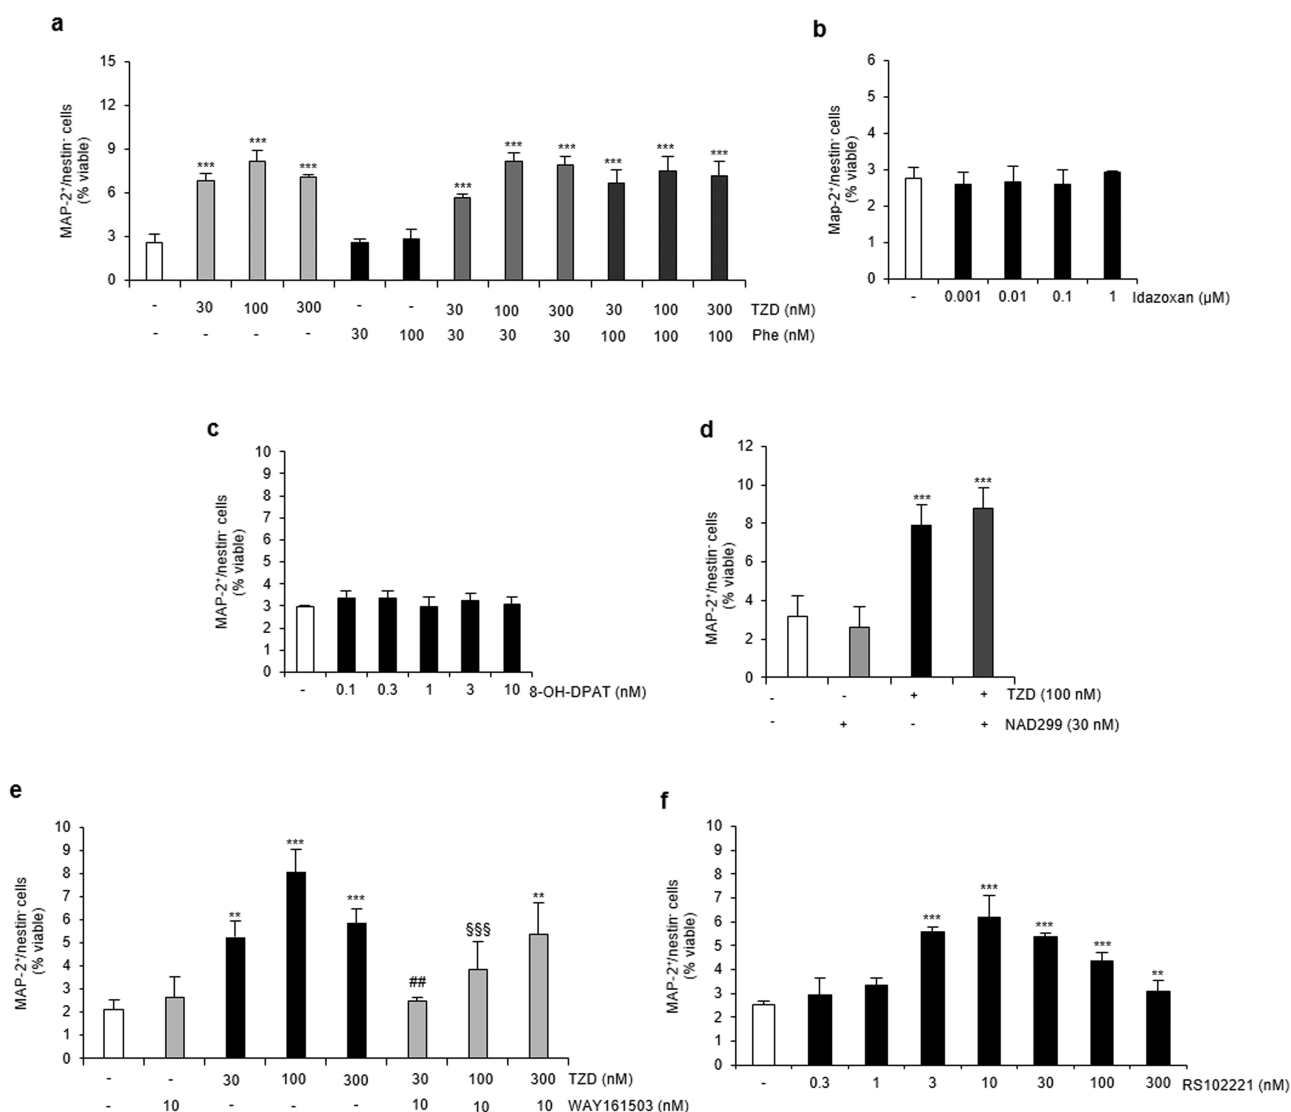 a
MAP-2⁺/nestin⁻ cells
(% viable)
15
12
9
6
3
0
*** *** *** *** *** *** *** *** ***
- 30 100 300 - - 30 100 300 30 100 300 TZD (nM)
- - - - 30 100 30 30 30 100 100 100 Phe (nM)
b
Map-2⁺/nestin⁻ cells
(% viable)
6
5
4
3
2
1
0
- 0.001 0.01 0.1 1 Idazoxan (µM)
c
MAP-2⁺/nestin⁻ cells
(% viable)
10
9
8
7
6
5
4
3
2
1
0
- 0.1 0.3 1 3 10 8-OH-DPAT (nM)
d
MAP-2⁺/nestin⁻ cells
(% viable)
12
10
8
6
4
2
0
*** ***
- - + + TZD (100 nM)
- + - + NAD299 (30 nM)
e
MAP-2⁺/nestin⁻ cells
(% viable)
10
9
8
7
6
5
4
3
2
1
0
** *** *** ## §§§ **
- - 30 100 300 30 100 300 TZD (nM)
- 10 - - - 10 10 10 WAY161503 (nM)
f
MAP-2⁺/nestin⁻ cells
(% viable)
10
9
8
7
6
5
4
3
2
1
0
*** *** *** *** **
- 0.3 1 3 10 30 100 300 RS102221 (nM)